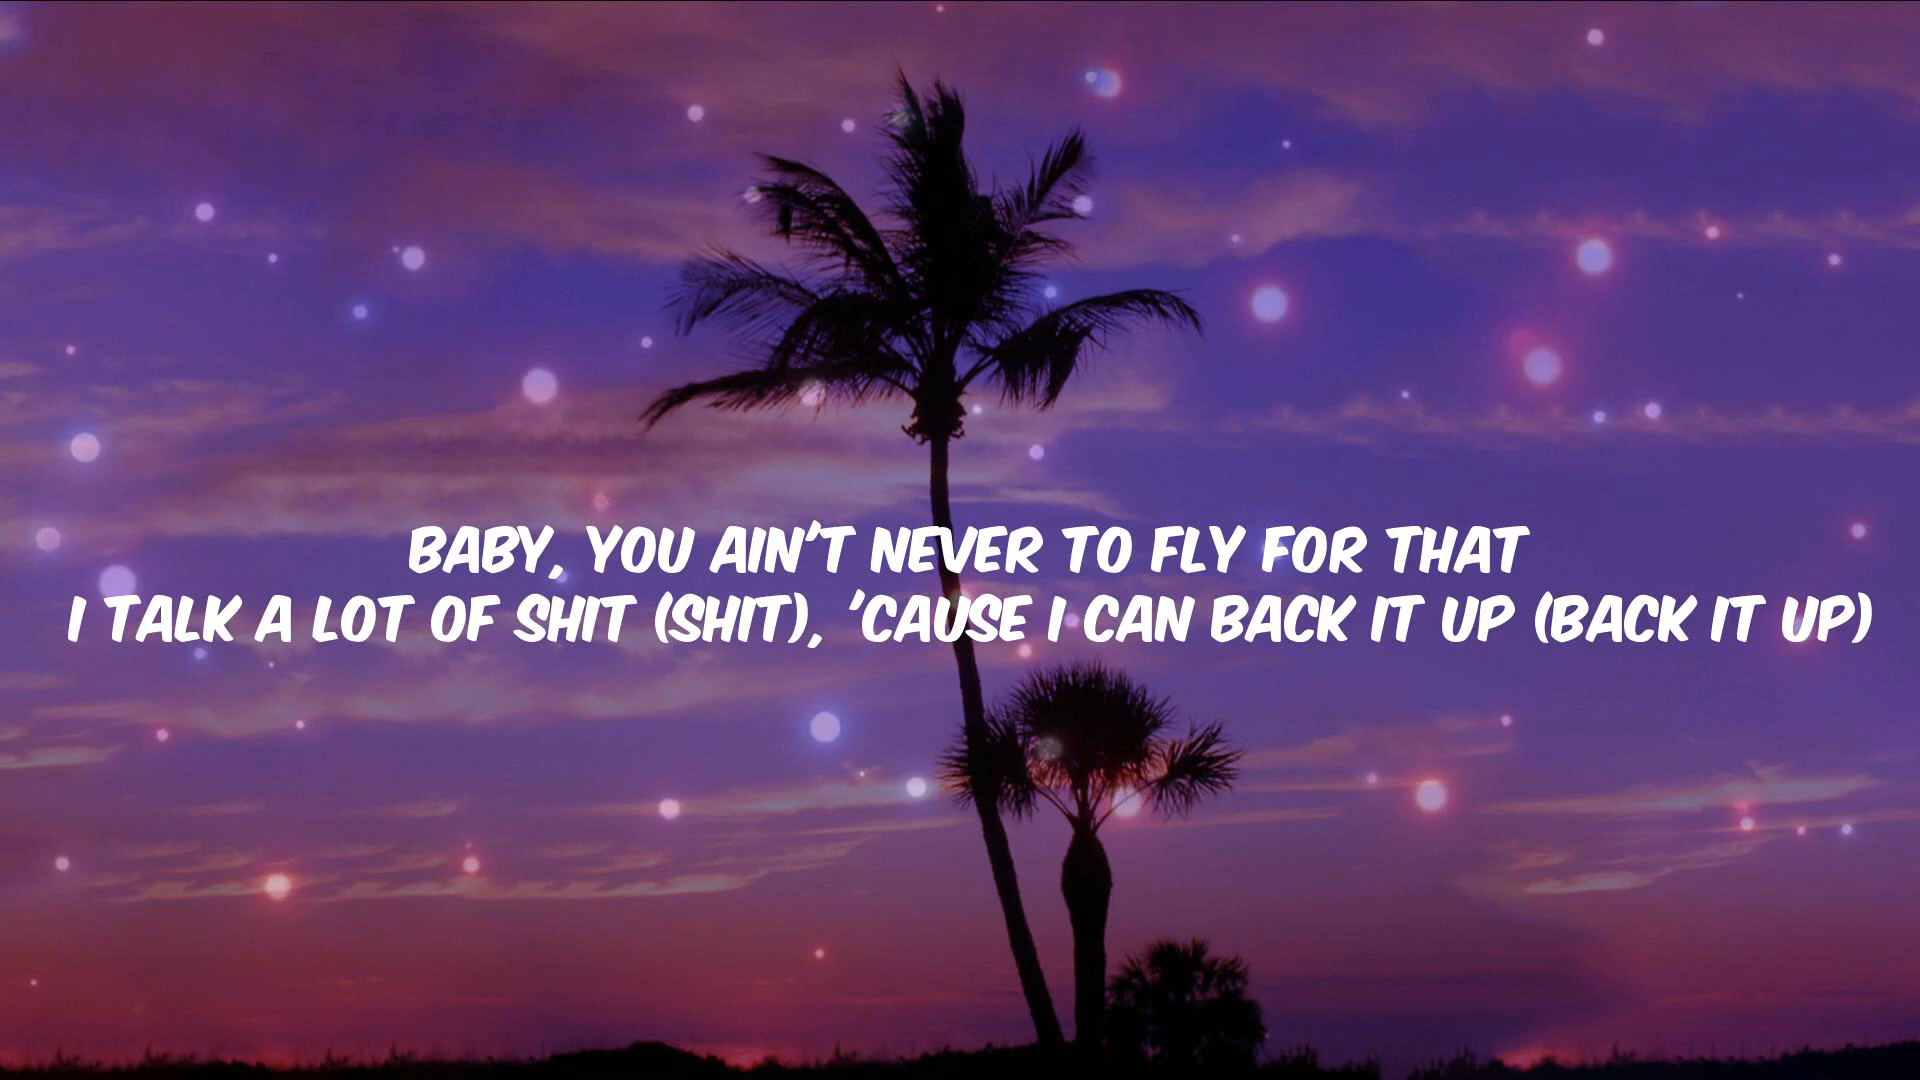 BABY, YOU AIN'T NEVER TO FLY FOR THAT
I TALK A LOT OF SHIT (SHIT), 'CAUSE I CAN BACK IT UP (BACK IT UP)